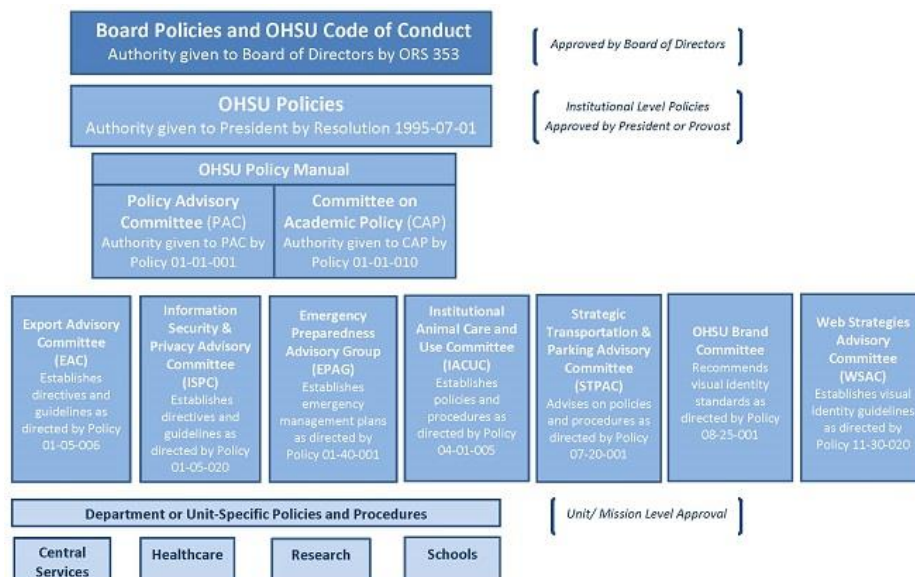 Board Policies and OHSU Code of Conduct
Authority given to Board of Directors by ORS 353
Approved by Board of Directors
OHSU Policies
Authority given to President by Resolution 1995-07-01
Institutional Level Policies
Approved by President or Provost
OHSU Policy Manual
Policy Advisory
Committee (PAC)
Authority given to PAC by
Policy 01-01-001
Committee on
Academic Policy (CAP)
Authority given to CAP by
Policy 01-01-010
Export Advisory
Committee
(EAC)
Establishes
directives and
guidelines as
directed by Policy
01-05-006
Information
Security &
Privacy Advisory
Committee
(ISPC)
Establishes
directives and
guidelines as
directed by Policy
01-05-020
Emergency
Preparedness
Advisory Group
(EPAG)
Establishes
emergency
management plans
as directed by
Policy 01-40-001
Institutional
Animal Care and
Use Committee
(IACUC)
Establishes
policies and
procedures as
directed by Policy
04-01-005
Strategic
Transportation &
Parking Advisory
Committee
(STPAC)
Advises on policies
and procedures as
directed by Policy
07-20-001
OHSU Brand
Committee
Recommends
visual identity
standards as
directed by Policy
08-25-001
Web Strategies
Advisory
Committee
(WSAC)
Establishes visual
identity guidelines
as directed by
Policy 11-30-020
Department or Unit-Specific Policies and Procedures
Unit/ Mission Level Approval
Central
Services
Healthcare
Research
Schools